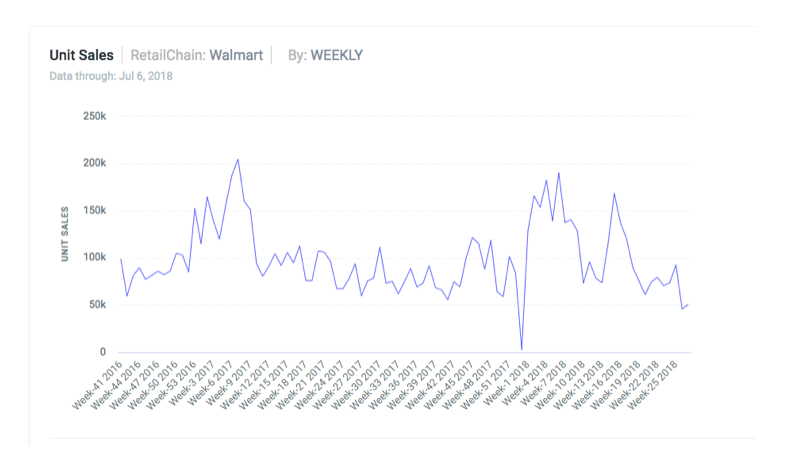 Unit Sales RetailChain: Walmart By: WEEKLY
Data through: Jul 6, 2018
250k
200k
150k
100k
50k
0
UNIT SALES
Week-41 2016
Week-44 2016
Week-47 2016
Week-50 2016
Week-53 2016
Week-3 2017
Week-6 2017
Week-9 2017
Week-12 2017
Week-15 2017
Week-18 2017
Week-21 2017
Week-24 2017
Week-27 2017
Week-30 2017
Week-33 2017
Week-36 2017
Week-39 2017
Week-42 2017
Week-45 2017
Week-48 2017
Week-51 2017
Week-1 2018
Week-4 2018
Week-7 2018
Week-10 2018
Week-13 2018
Week-16 2018
Week-19 2018
Week-22 2018
Week-25 2018